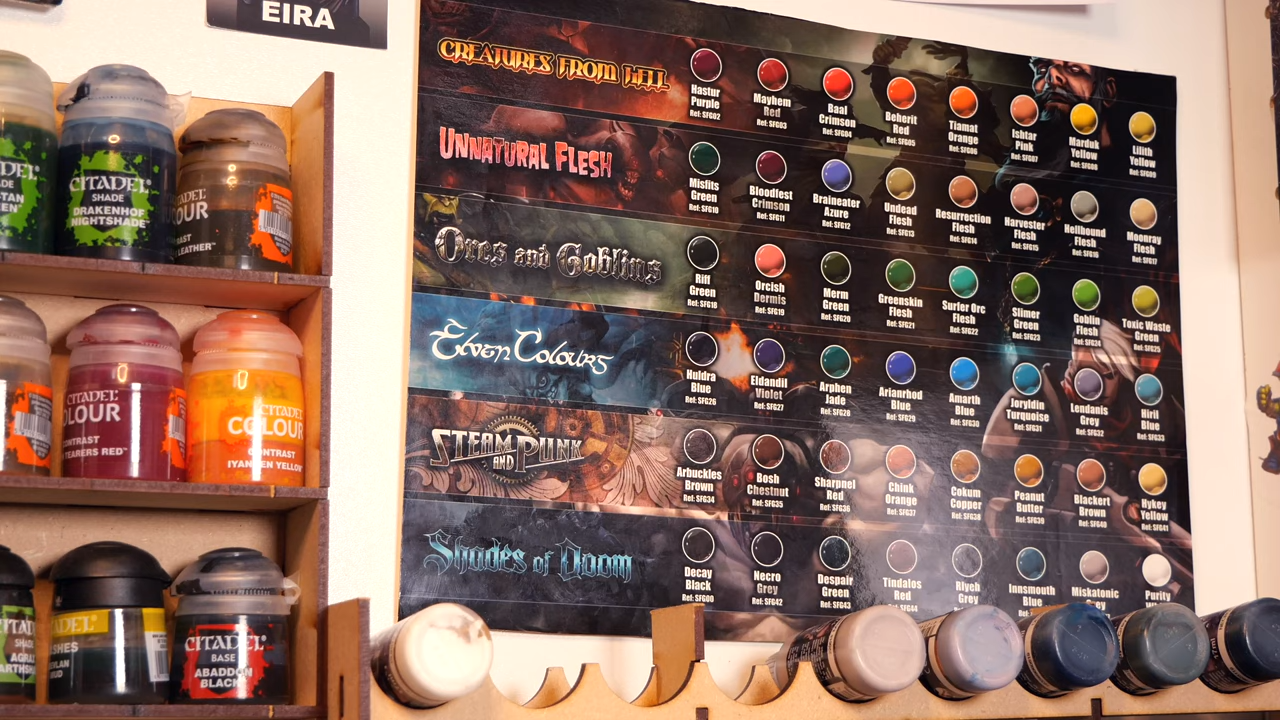 EIRA
CREATURES FROM HELL
Hastur Purple Ref: SFG02
Mayhem Red Ref: SFG03
Baal Crimson Ref: SFG04
Beherit Red Ref: SFG05
Tiamat Orange Ref: SFG06
Ishtar Pink Ref: SFG07
Marduk Yellow Ref: SFG08
Lilith Yellow Ref: SFG09
UNNATURAL FLESH
Misfits Green Ref: SFG10
Bloodfest Crimson Ref: SFG11
Braineater Azure Ref: SFG12
Undead Flesh Ref: SFG13
Resurrection Flesh Ref: SFG14
Harvester Flesh Ref: SFG15
Hellbound Flesh Ref: SFG16
Moonray Flesh Ref: SFG17
Orcs and Goblins
Riff Green Ref: SFG18
Orcish Dermis Ref: SFG19
Merm Green Ref: SFG20
Greenskin Flesh Ref: SFG21
Surfer Orc Flesh Ref: SFG22
Slimer Green Ref: SFG23
Goblin Flesh Ref: SFG24
Toxic Waste Green Ref: SFG25
Elven Colours
Huldra Blue Ref: SFG26
Eldandil Violet Ref: SFG27
Arphen Jade Ref: SFG28
Arianrhod Blue Ref: SFG29
Amarth Blue Ref: SFG30
Joryldin Turquoise Ref: SFG31
Lendanis Grey Ref: SFG32
Hiril Blue Ref: SFG33
STEAM AND PUNK
Arbuckles Brown Ref: SFG34
Bosh Chestnut Ref: SFG35
Sharpnel Red Ref: SFG36
Chink Orange Ref: SFG37
Cokum Copper Ref: SFG38
Peanut Butter Ref: SFG39
Blackert Brown Ref: SFG40
Hykey Yellow Ref: SFG41
Shades of Doom
Decay Black Ref: SFG00
Necro Grey Ref: SFG42
Despair Green Ref: SFG43
Tindalos Red Ref: SFG44
Rlyeh Grey
Innsmouth Blue
Miskatonic Grey
Purity
CITADEL
SHADE
DRAKENHOF
NIGHTSHADE
LEATHER
COLOUR
CONTRAST
TEARERS RED
CITADEL
COLOUR
CONTRAST
IYANDEN YELLOW
CITADEL
BASE
ABADDON
BLACK